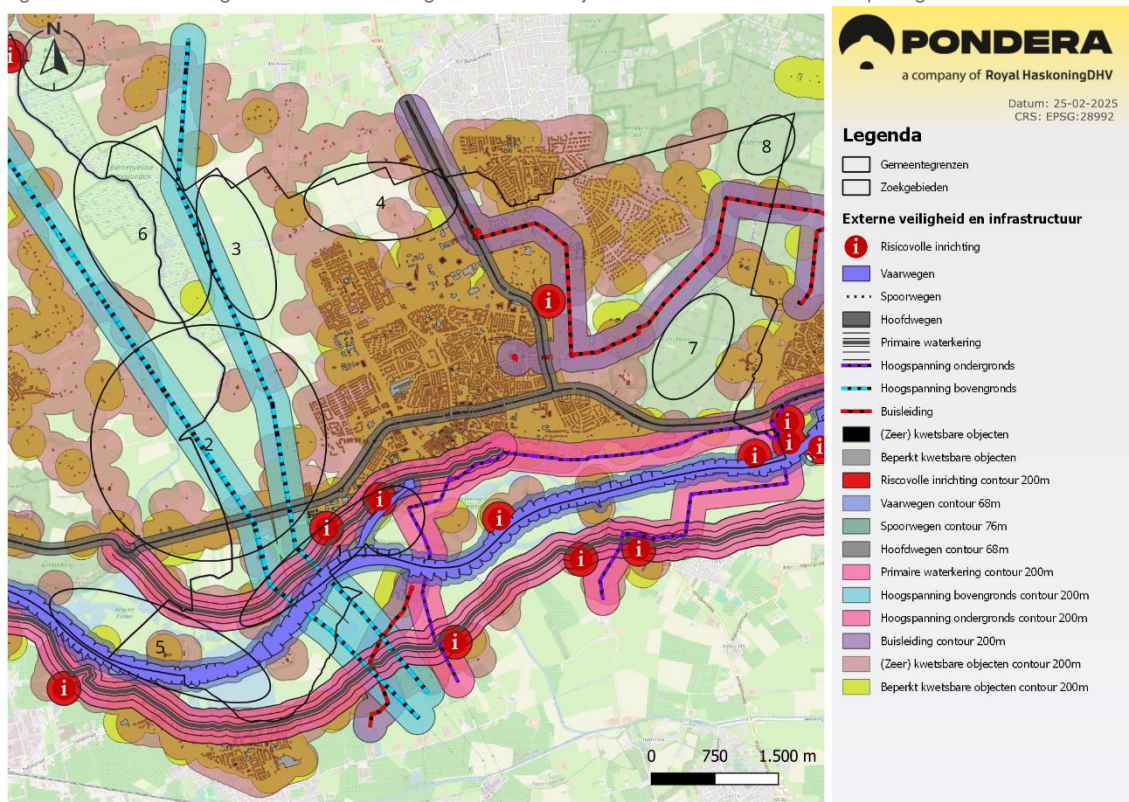 N
6
3
4
8
7
2
1
5
0 750 1.500 m
PONDERA
a company of Royal HaskoningDHV
Datum: 25-02-2025
CRS: EPSG:28992
Legenda
Gemeentegrenzen
Zoekgebieden
Externe veiligheid en infrastructuur
Risicovolle inrichting
Vaarwegen
Spoorwegen
Hoofdwegen
Primaire waterkering
Hoogspanning ondergronds
Hoogspanning bovengronds
Buisleiding
(Zeer) kwetsbare objecten
Beperkt kwetsbare objecten
Riscovolle inrichting contour 200m
Vaarwegen contour 68m
Spoorwegen contour 76m
Hoofdwegen contour 68m
Primaire waterkering contour 200m
Hoogspanning bovengronds contour 200m
Hoogspanning ondergronds contour 200m
Buisleiding contour 200m
(Zeer) kwetsbare objecten contour 200m
Beperkt kwetsbare objecten contour 200m